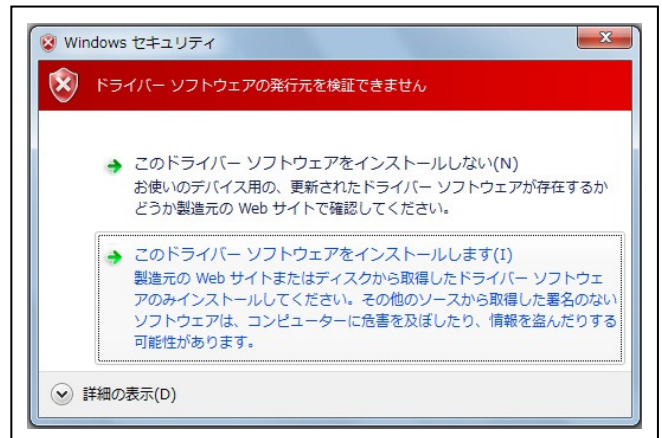 Windows セキュリティ
ドライバー ソフトウェアの発行元を検証できません
このドライバー ソフトウェアをインストールしない(N)
お使いのデバイス用の、更新されたドライバー ソフトウェアが存在するか
どうか製造元の Web サイトで確認してください。
このドライバー ソフトウェアをインストールします(I)
製造元の Web サイトまたはディスクから取得したドライバー ソフトウェ
アのみインストールしてください。その他のソースから取得した署名のない
ソフトウェアは、コンピューターに危害を及ぼしたり、情報を盗んだりする
可能性があります。
詳細の表示(D)